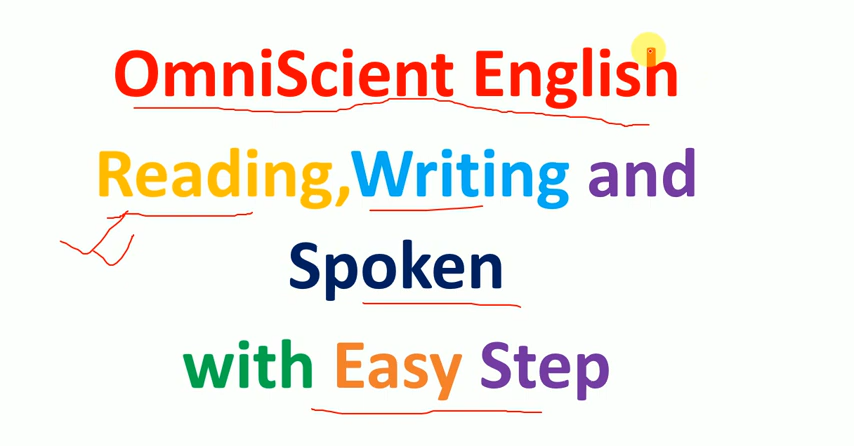 OmniScient English
Reading,Writing and
Spoken
with Easy Step